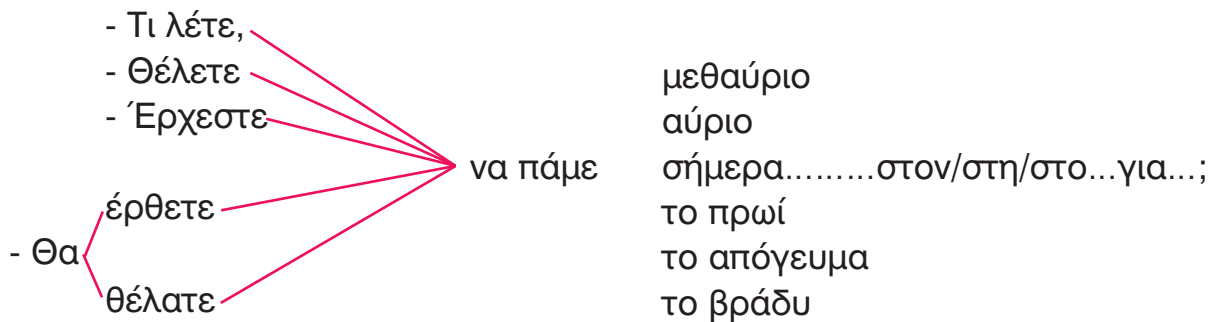 - Τι λέτε,
- Θέλετε
- Έρχεστε
έρθετε
- Θα
θέλατε
να πάμε
μεθαύριο
αύριο
σήμερα.........στον/στη/στο...για...;
το πρωί
το απόγευμα
το βράδυ